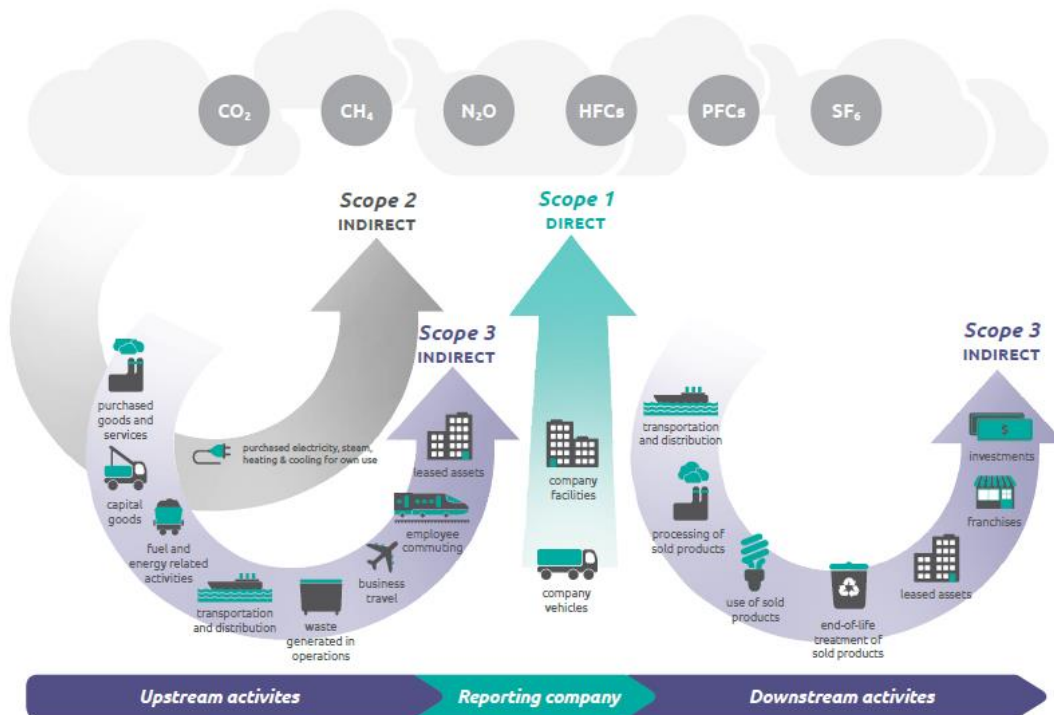 CO₂
CH₄
N₂O
HFCs
PFCs
SF₆
Scope 2
INDIRECT
Scope 1
DIRECT
Scope 3
INDIRECT
Scope 3
INDIRECT
purchased
goods and
services
capital
goods
fuel and
energy related
activities
transportation
and distribution
waste
generated in
operations
business
travel
employee
commuting
leased assets
purchased electricity, steam,
heating & cooling for own use
company
facilities
company
vehicles
transportation
and distribution
processing of
sold products
use of sold
products
end-of-life
treatment of
sold products
leased assets
franchises
$
investments
Upstream activites
Reporting company
Downstream activites